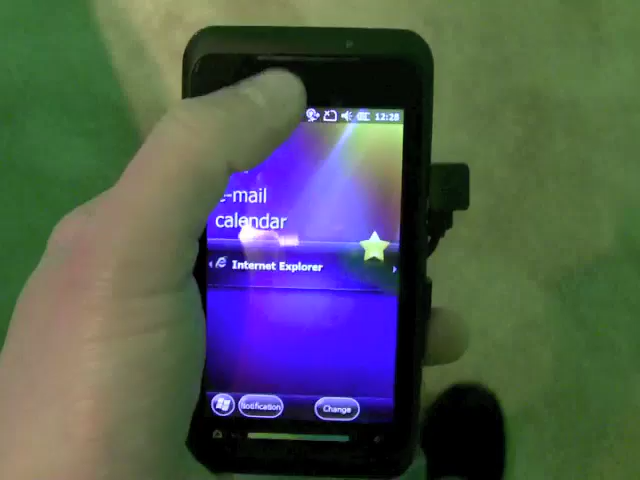 12:28
-mail
calendar
Internet Explorer
Notification
Change